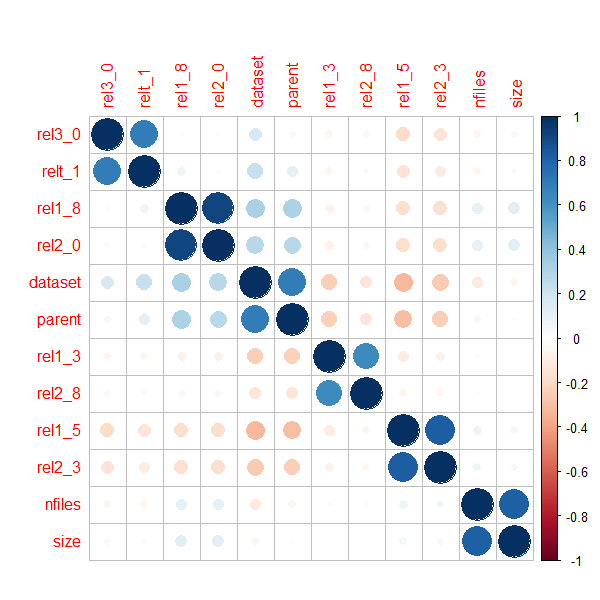 rel3_0 relt_1 rel1_8 rel2_0 dataset parent rel1_3 rel2_8 rel1_5 rel2_3 nfiles size
rel3_0
relt_1
rel1_8
rel2_0
dataset
parent
rel1_3
rel2_8
rel1_5
rel2_3
nfiles
size
1
0.8
0.6
0.4
0.2
0
-0.2
-0.4
-0.6
-0.8
-1